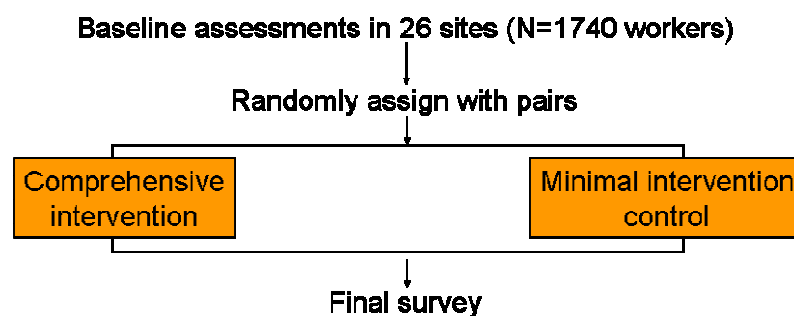 Baseline assessments in 26 sites (N=1740 workers)
Randomly assign with pairs
Comprehensive
intervention
Minimal intervention
control
Final survey